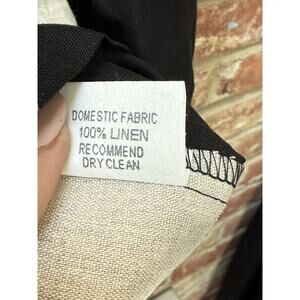 DOMESTIC FABRIC
100% LINEN
RECOMMEND
DRY CLEAN